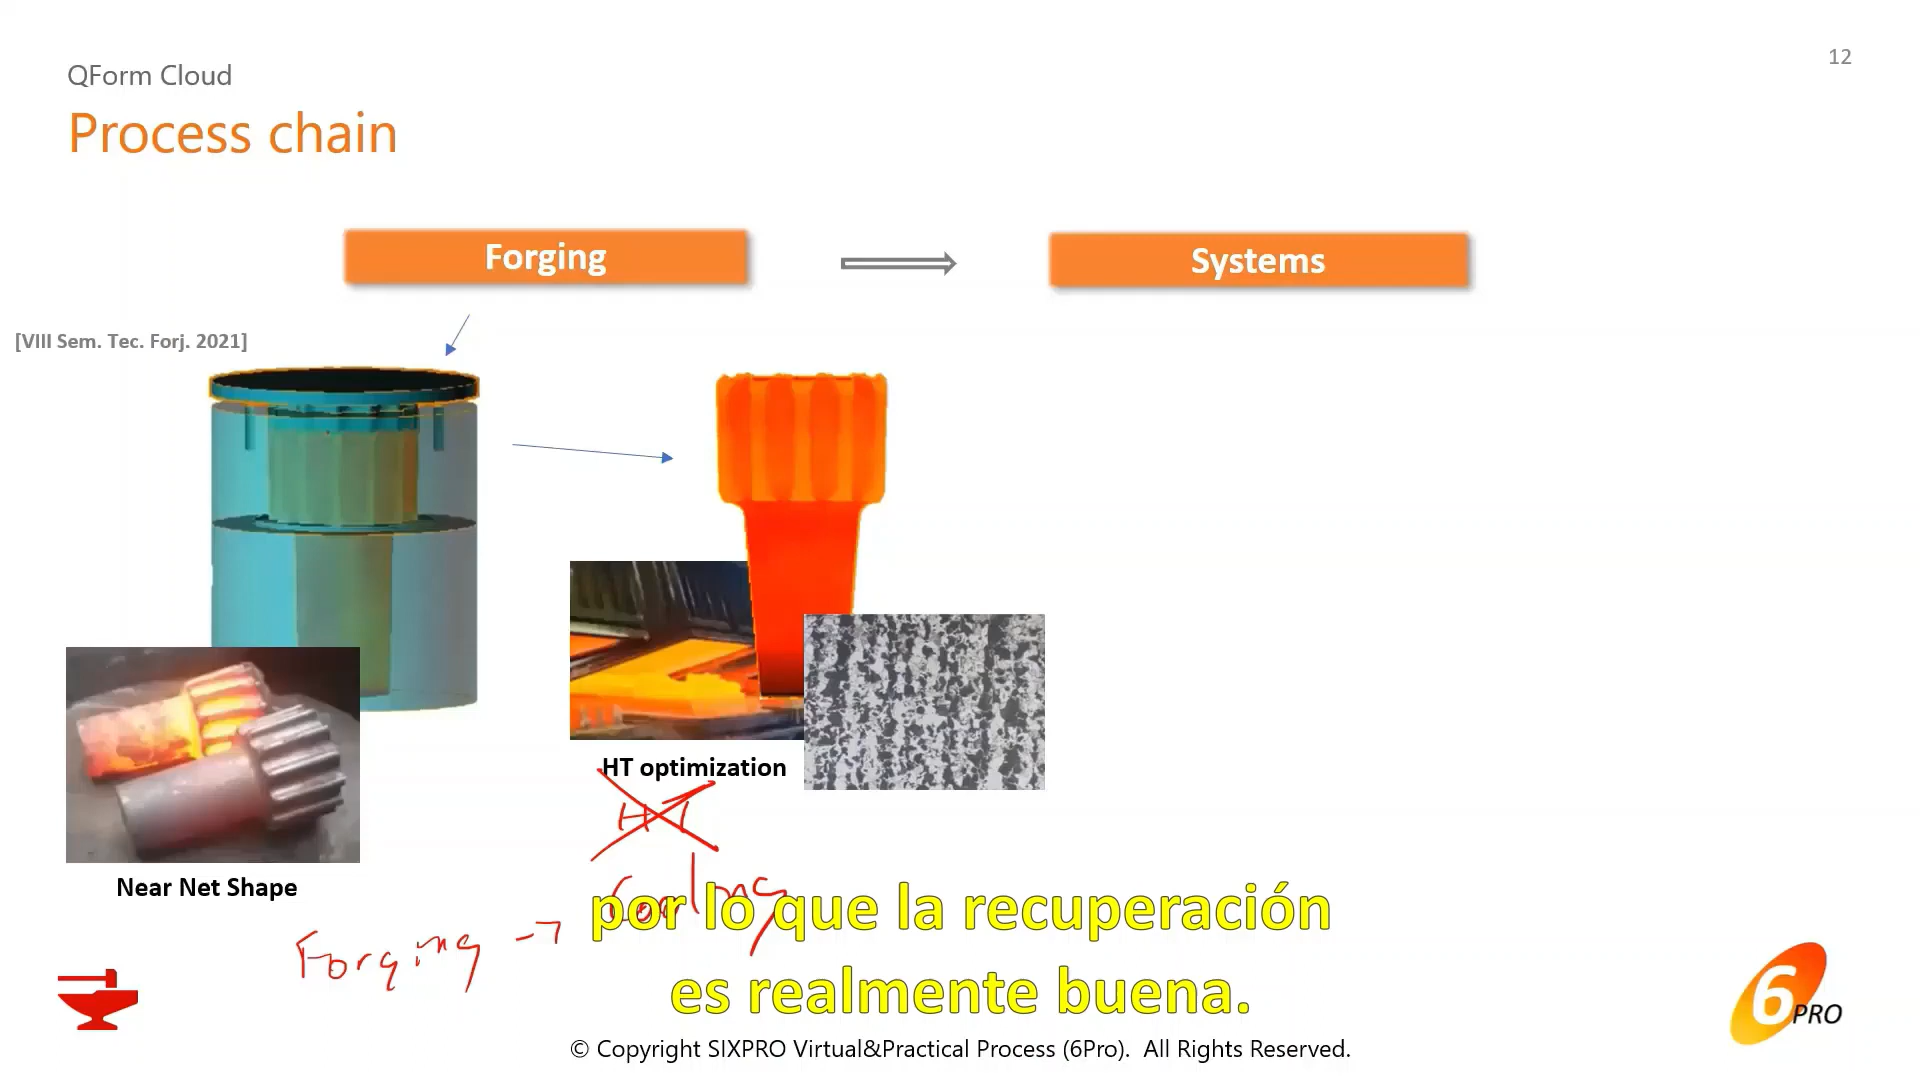 12
QForm Cloud
Process chain
Forging
Systems
[VIII Sem. Tec. Forj. 2021]
HT optimization
HT
Near Net Shape
Forging → Cooling
por lo que la recuperación
es realmente buena.
6PRO
© Copyright SIXPRO Virtual&Practical Process (6Pro). All Rights Reserved.